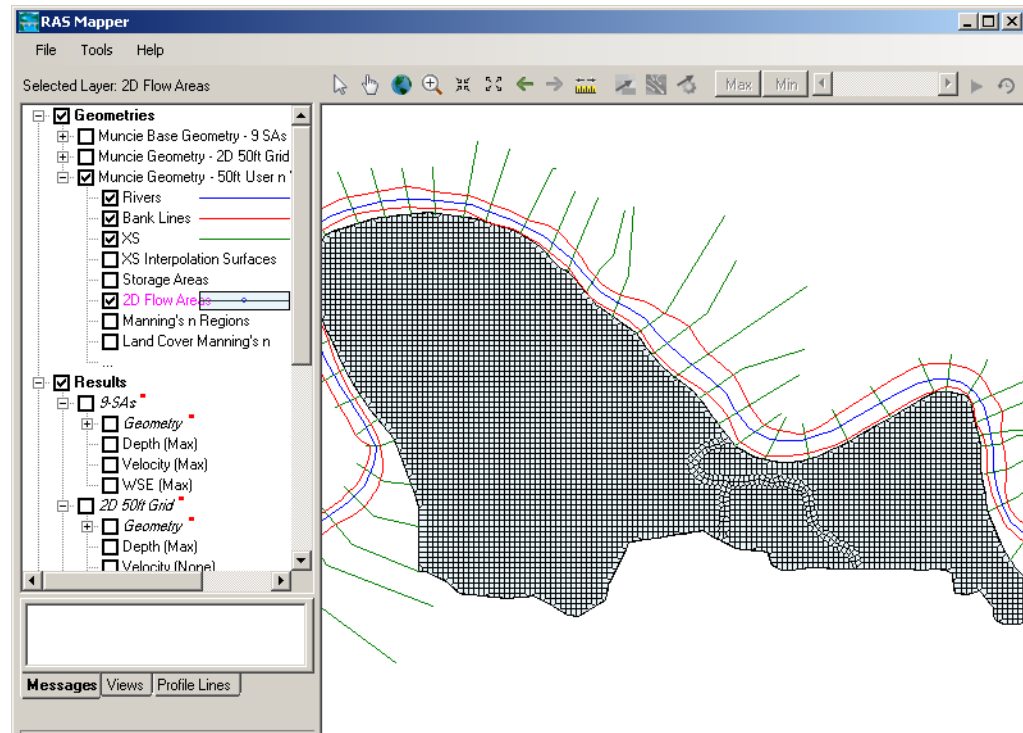 RAS Mapper
File Tools Help
Selected Layer: 2D Flow Areas
Max Min
Geometries
Muncie Base Geometry - 9 SAs
Muncie Geometry - 2D 50ft Grid
Muncie Geometry - 50ft User n '
Rivers
Bank Lines
XS
XS Interpolation Surfaces
Storage Areas
2D Flow Areas
Manning's n Regions
Land Cover Manning's n
...
Results
9-SAs
Geometry
Depth (Max)
Velocity (Max)
WSE (Max)
2D 50ft Grid
Geometry
Depth (Max)
Velocity (None)
Messages Views Profile Lines